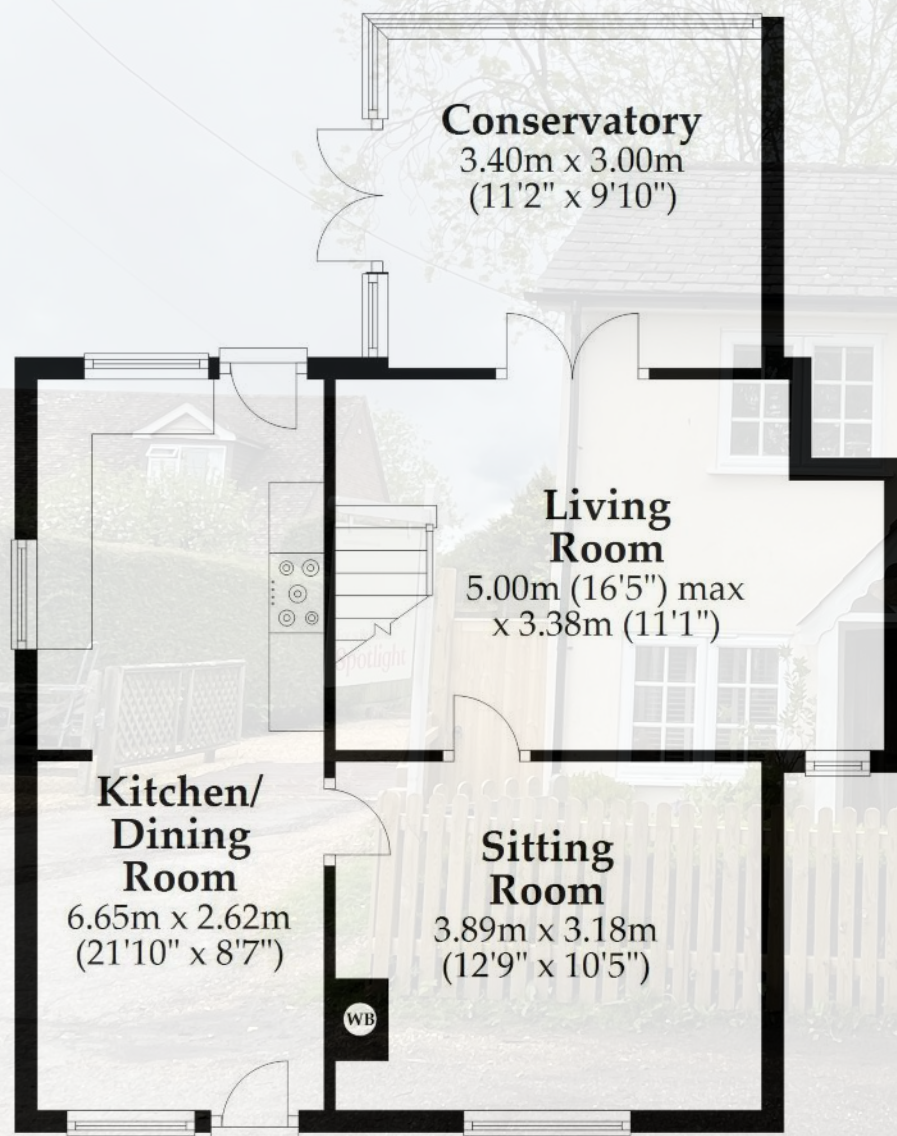 Conservatory
3.40m x 3.00m
(11'2" x 9'10")
Living
Room
5.00m (16'5") max
x 3.38m (11'1")
Spotlight
Kitchen/
Dining
Room
6.65m x 2.62m
(21'10" x 8'7")
Sitting
Room
3.89m x 3.18m
(12'9" x 10'5")
WB